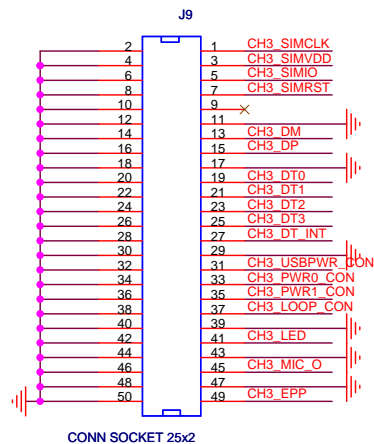 J9
2 1 CH3_SIMCLK
4 3 CH3_SIMVDD
6 5 CH3_SIMIO
8 7 CH3_SIMRST
10 9
12 11
14 13 CH3_DM
16 15 CH3_DP
18 17
20 19 CH3_DT0
22 21 CH3_DT1
24 23 CH3_DT2
26 25 CH3_DT3
28 27 CH3_DT_INT
30 29
32 31 CH3_USBPWR_CON
34 33 CH3_PWR0_CON
36 35 CH3_PWR1_CON
38 37 CH3_LOOP_CON
40 39
42 41 CH3_LED
44 43
46 45 CH3_MIC_O
48 47
50 49 CH3_EPP
CONN SOCKET 25x2